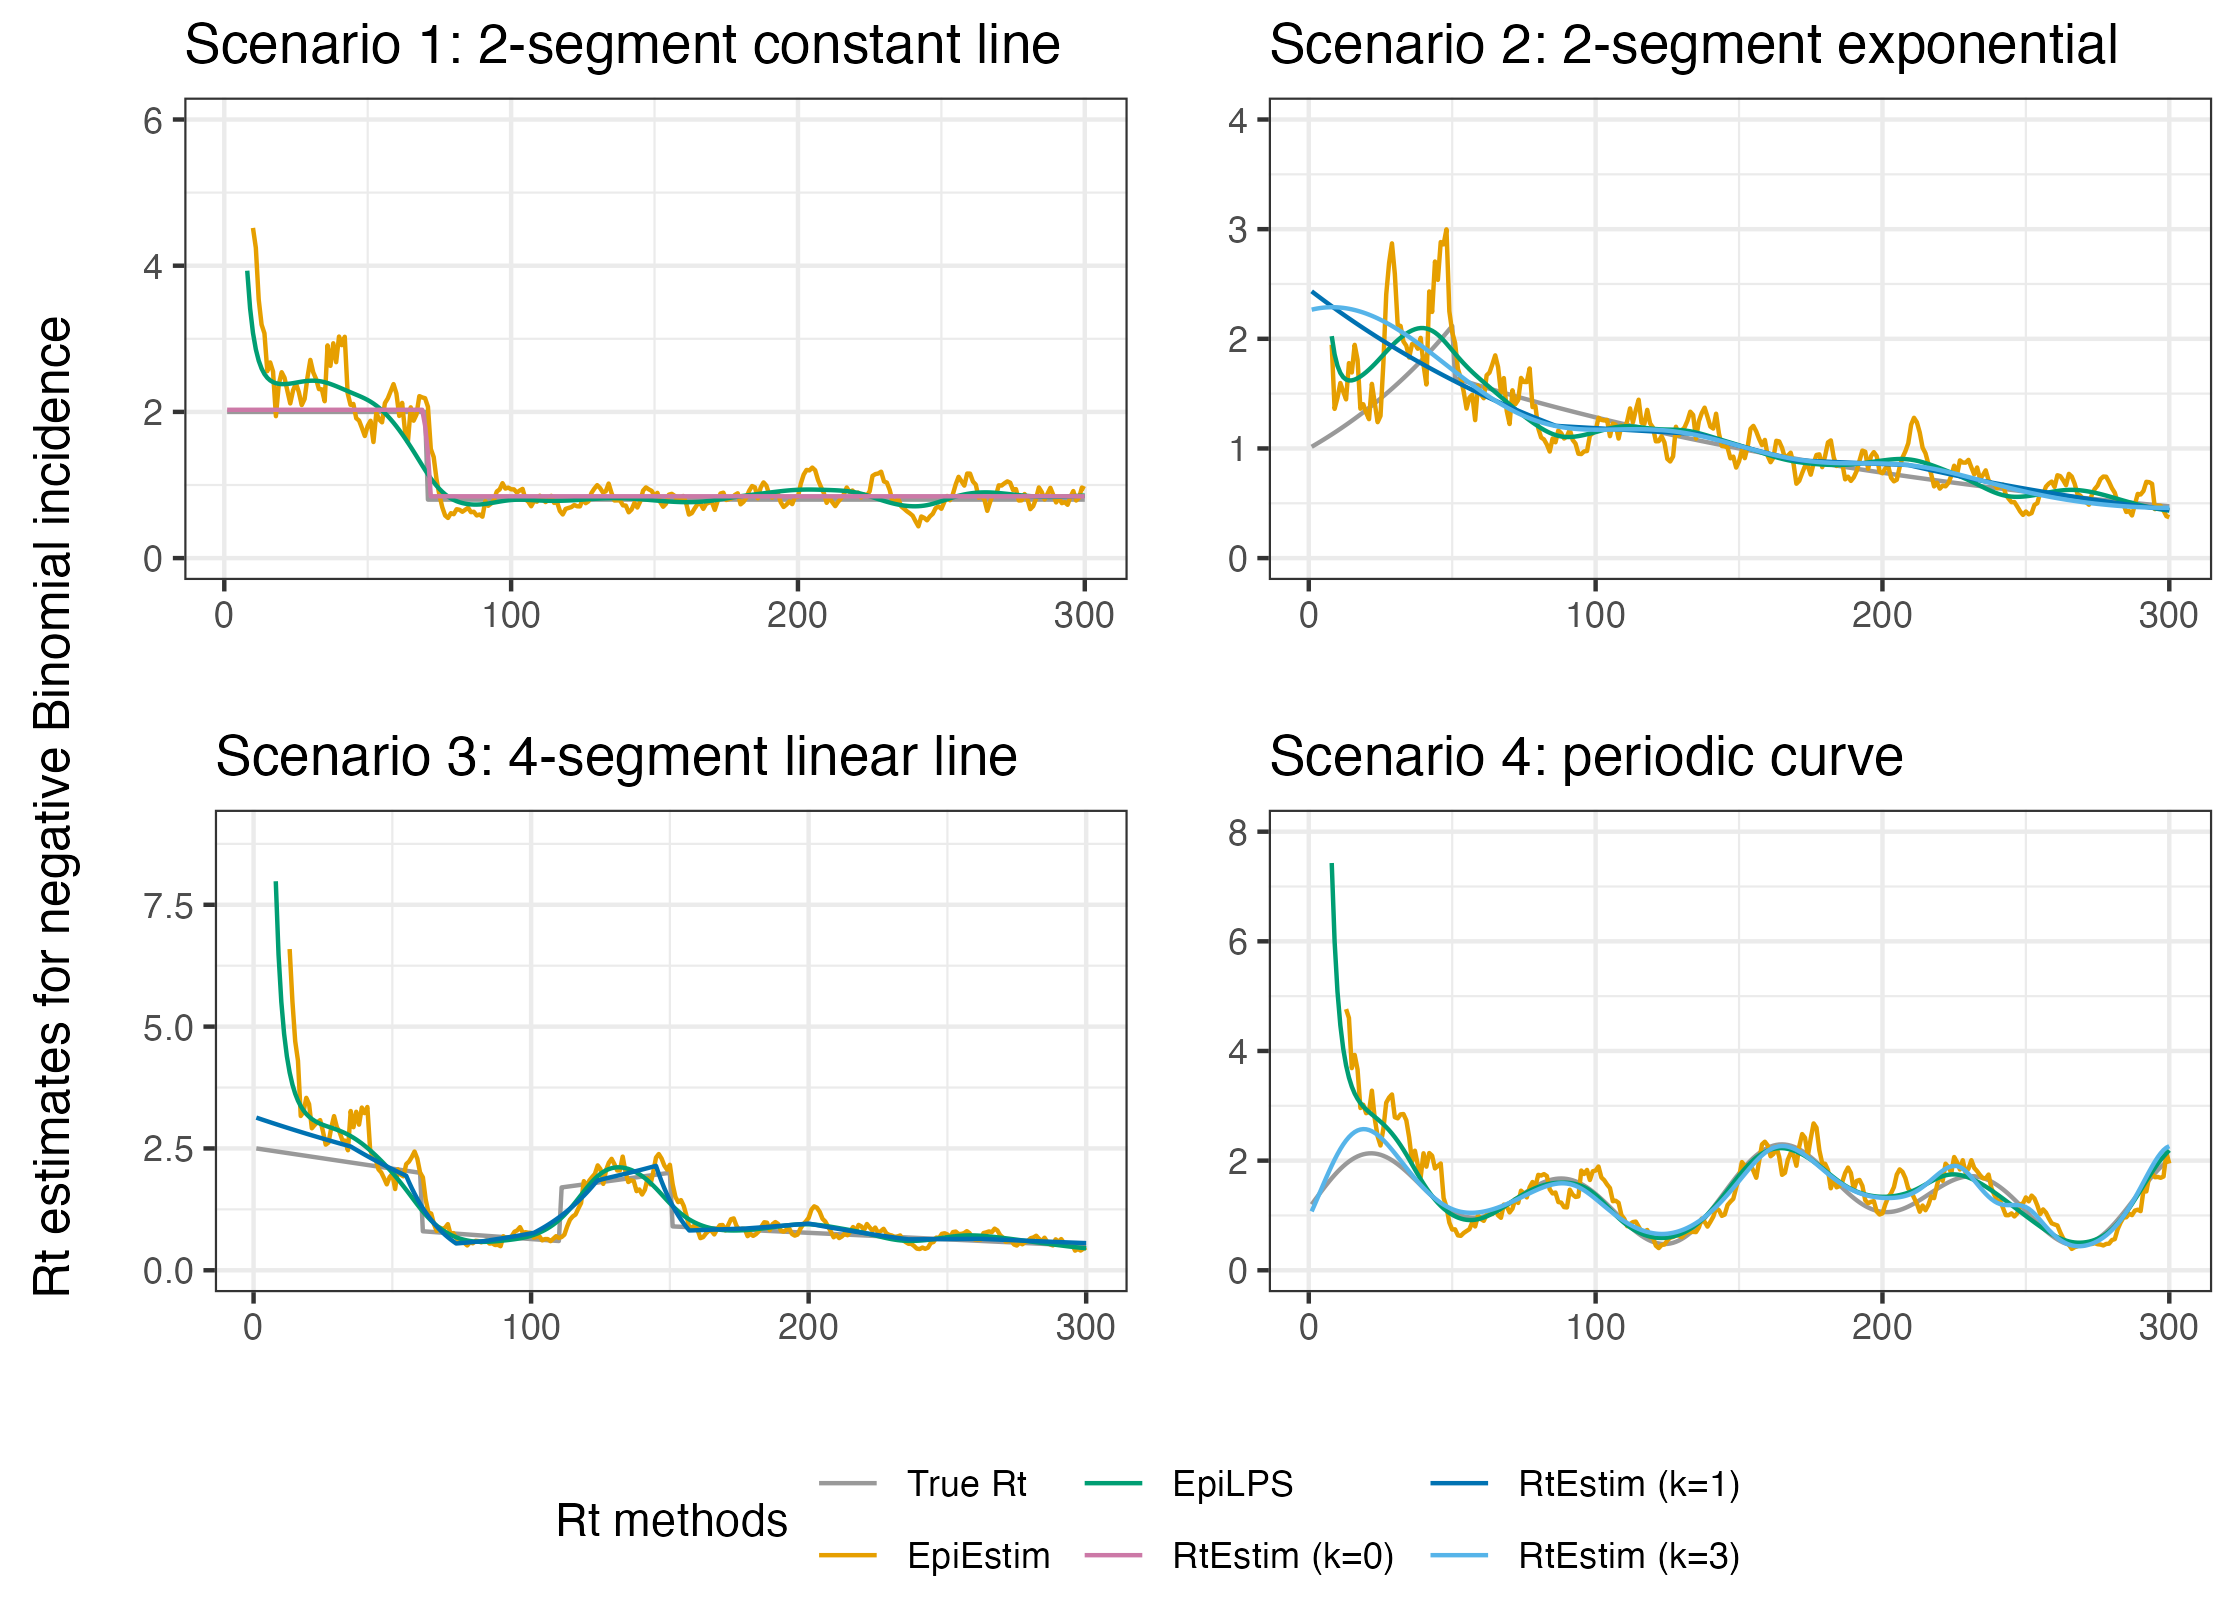 Scenario 1: 2-segment constant line
Scenario 2: 2-segment exponential
6
4
2
0
0 100 200 300
4
3
2
1
0
0 100 200 300
Rt estimates for negative Binomial incidence
Scenario 3: 4-segment linear line
Scenario 4: periodic curve
7.5
5.0
2.5
0.0
0 100 200 300
8
6
4
2
0
0 100 200 300
Rt methods
True Rt
EpiEstim
EpiLPS
RtEstim (k=0)
RtEstim (k=1)
RtEstim (k=3)